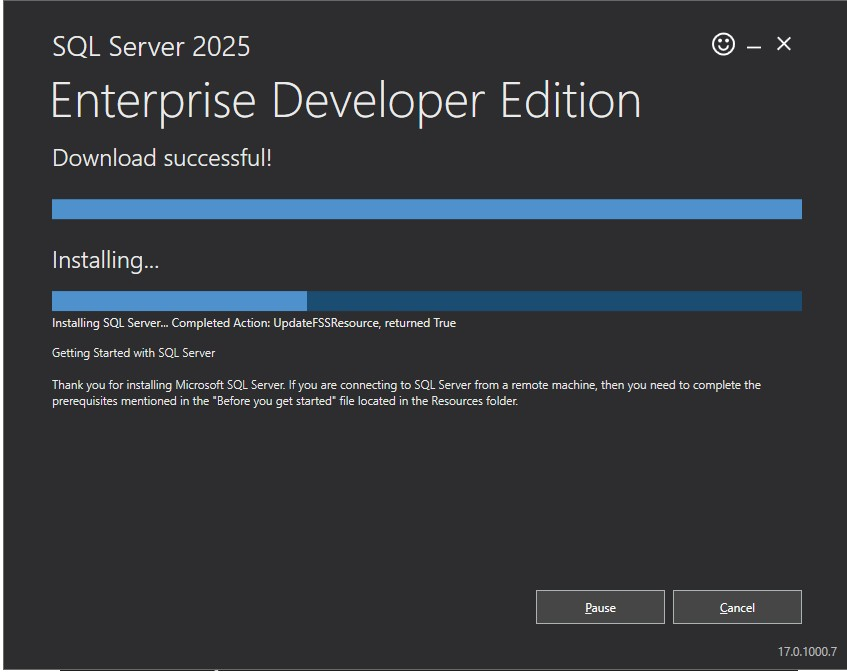 SQL Server 2025
Enterprise Developer Edition
Download successful!
Installing...
Installing SQL Server... Completed Action: UpdateFSSResource, returned True
Getting Started with SQL Server
Thank you for installing Microsoft SQL Server. If you are connecting to SQL Server from a remote machine, then you need to complete the
prerequisites mentioned in the "Before you get started" file located in the Resources folder.
Pause
Cancel
17.0.1000.7